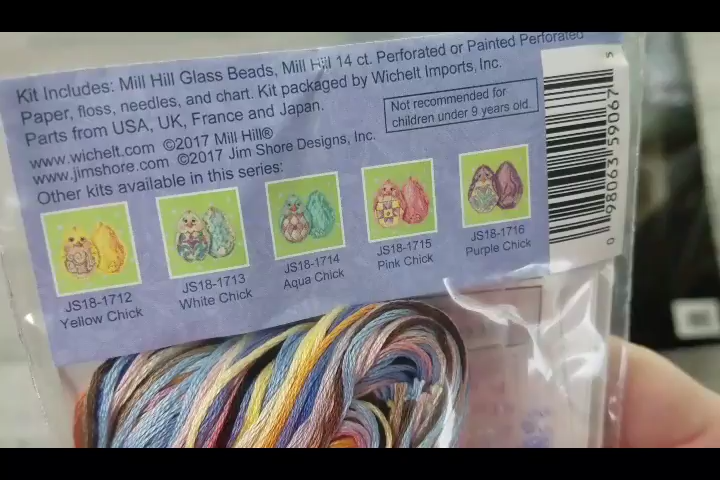 Kit Includes: Mill Hill Glass Beads, Mill Hill 14 ct. Perforated or Painted Perforated
Paper, floss, needles, and chart. Kit packaged by Wichelt Imports, Inc.
Parts from USA, UK, France and Japan.
Not recommended for
children under 9 years old.
www.wichelt.com ©2017 Mill Hill®
www.jimshore.com ©2017 Jim Shore Designs, Inc.
Other kits available in this series:
JS18-1712
Yellow Chick
JS18-1713
White Chick
JS18-1714
Aqua Chick
JS18-1715
Pink Chick
JS18-1716
Purple Chick
0 98063 59067 5